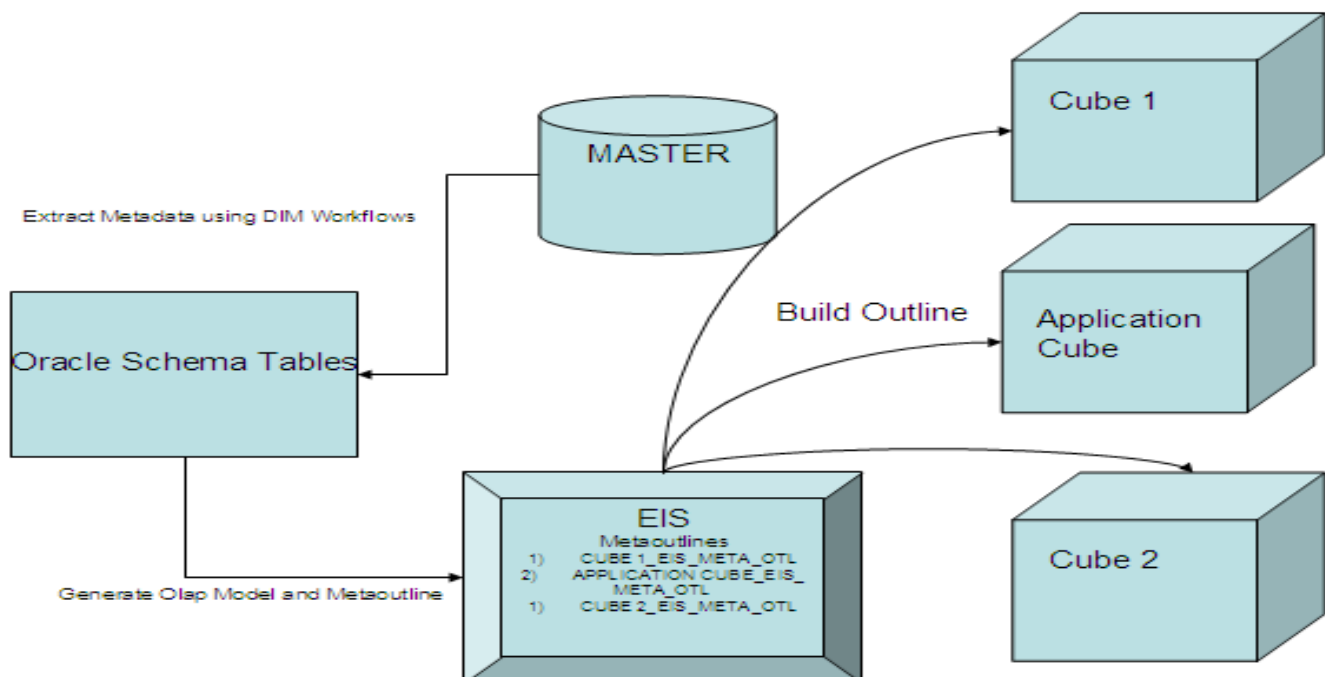 Cube 1
MASTER
Extract Metadata using DIM Workflows
Build Outline
Application
Cube
Oracle Schema Tables
EIS
Metaoutlines
1) CUBE 1_EIS_META_OTL
2) APPLICATION CUBE_EIS_
META_OTL
1) CUBE 2_EIS_META_OTL
Generate Olap Model and Metaoutline
Cube 2